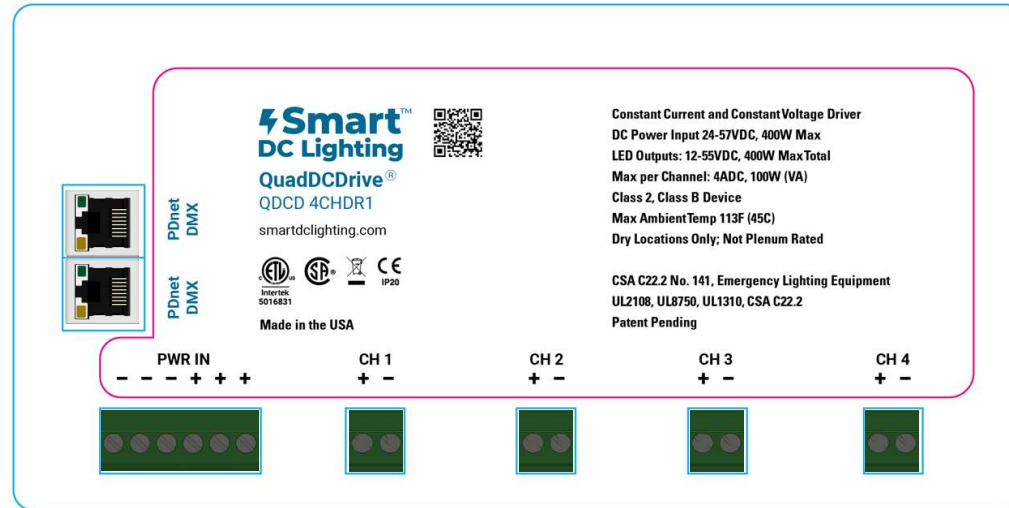 Smart™
DC Lighting
QuadDCDrive®
QDCD 4CHDR1
smartdclighting.com
c ETL us
Intertek
5016831
SA®
CE
IP20
Made in the USA
Constant Current and Constant Voltage Driver
DC Power Input 24-57VDC, 400W Max
LED Outputs: 12-55VDC, 400W Max Total
Max per Channel: 4ADC, 100W (VA)
Class 2, Class B Device
Max Ambient Temp 113F (45C)
Dry Locations Only; Not Plenum Rated
CSA C22.2 No. 141, Emergency Lighting Equipment
UL2108, UL8750, UL1310, CSA C22.2
Patent Pending
PDnet
DMX
PDnet
DMX
PWR IN
− − − + + +
CH 1
+ −
CH 2
+ −
CH 3
+ −
CH 4
+ −